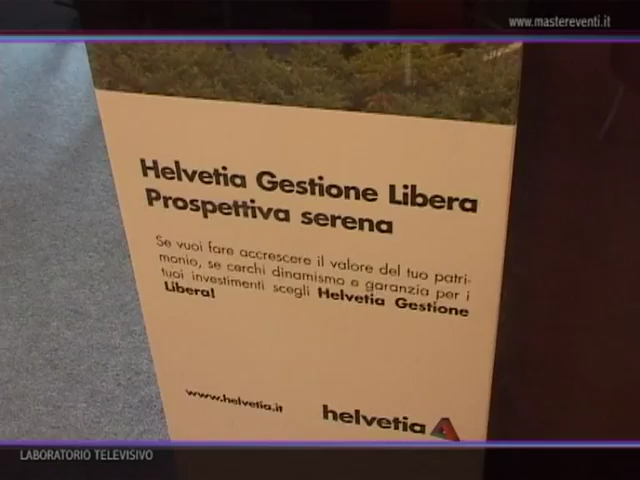 www.mastereventi.it
Helvetia Gestione Libera
Prospettiva serena
Se vuoi fare accrescere il valore del tuo patri-
monio, se cerchi dinamismo e garanzia per i
tuoi investimenti scegli Helvetia Gestione
Libera!
www.helvetia.it
helvetia
LABORATORIO TELEVISIVO